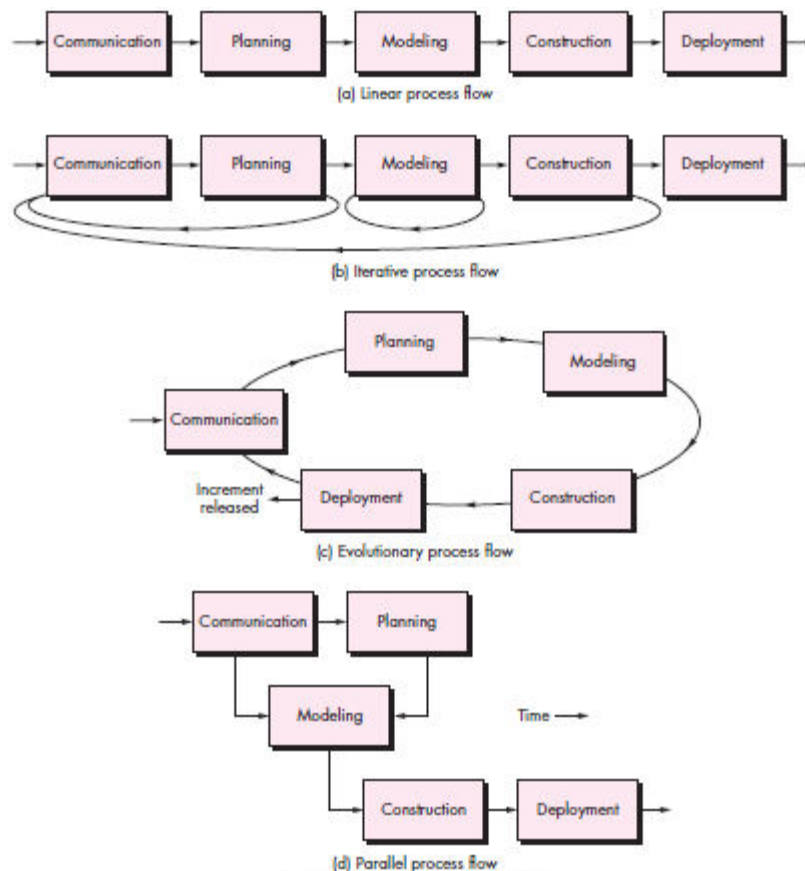 Communication Planning Modeling Construction Deployment
(a) Linear process flow
Communication Planning Modeling Construction Deployment
(b) Iterative process flow
Planning
Modeling
Communication
Increment
released
Deployment
Construction
(c) Evolutionary process flow
Communication Planning
Modeling
Time
Construction Deployment
(d) Parallel process flow